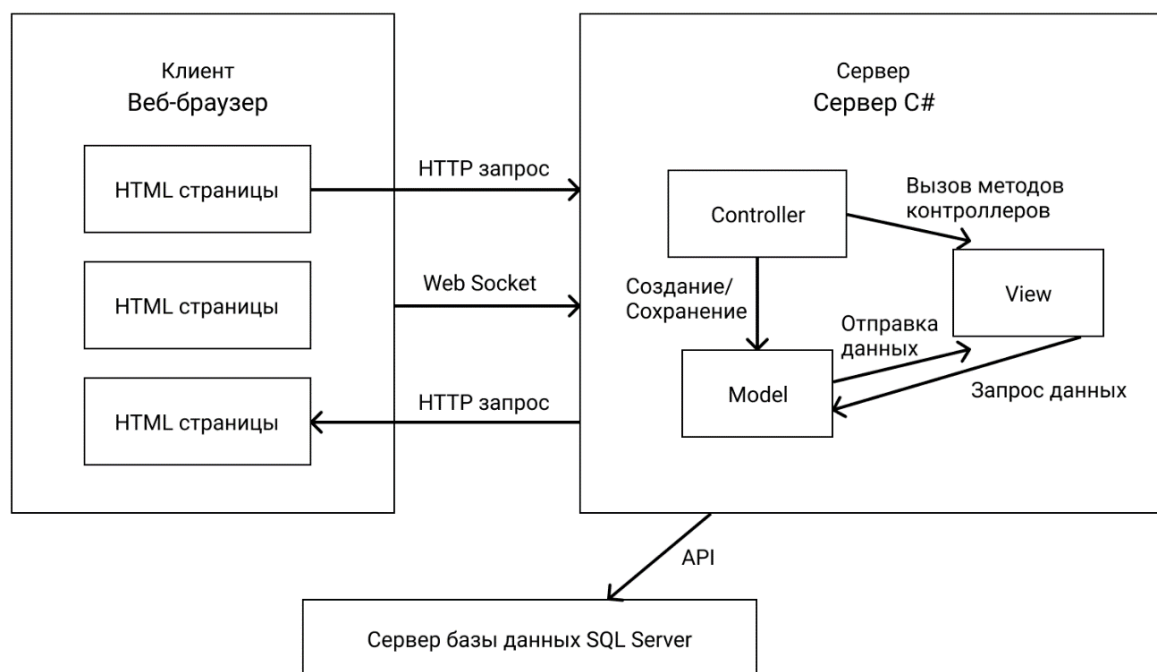 Клиент
Веб-браузер
HTML страницы
HTML страницы
HTML страницы
HTTP запрос
Web Socket
HTTP запрос
Сервер
Сервер C#
Controller
Вызов методов
контроллеров
View
Создание/
Сохранение
Отправка
данных
Model
Запрос данных
API
Сервер базы данных SQL Server